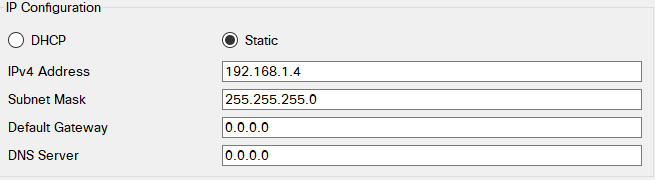 IP Configuration
DHCP Static
IPv4 Address 192.168.1.4
Subnet Mask 255.255.255.0
Default Gateway 0.0.0.0
DNS Server 0.0.0.0